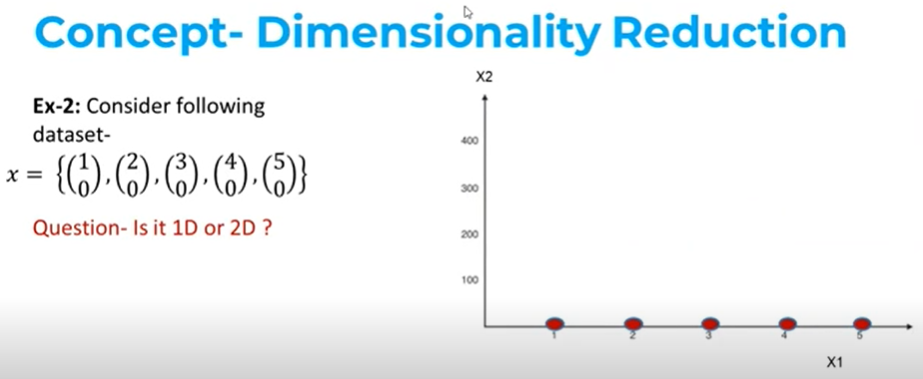 Concept- Dimensionality Reduction
Ex-2: Consider following
dataset-
x = {(1 0), (2 0), (3 0), (4 0), (5 0)}
Question- Is it 1D or 2D ?
X2
400
300
200
100
1 2 3 4 5
X1